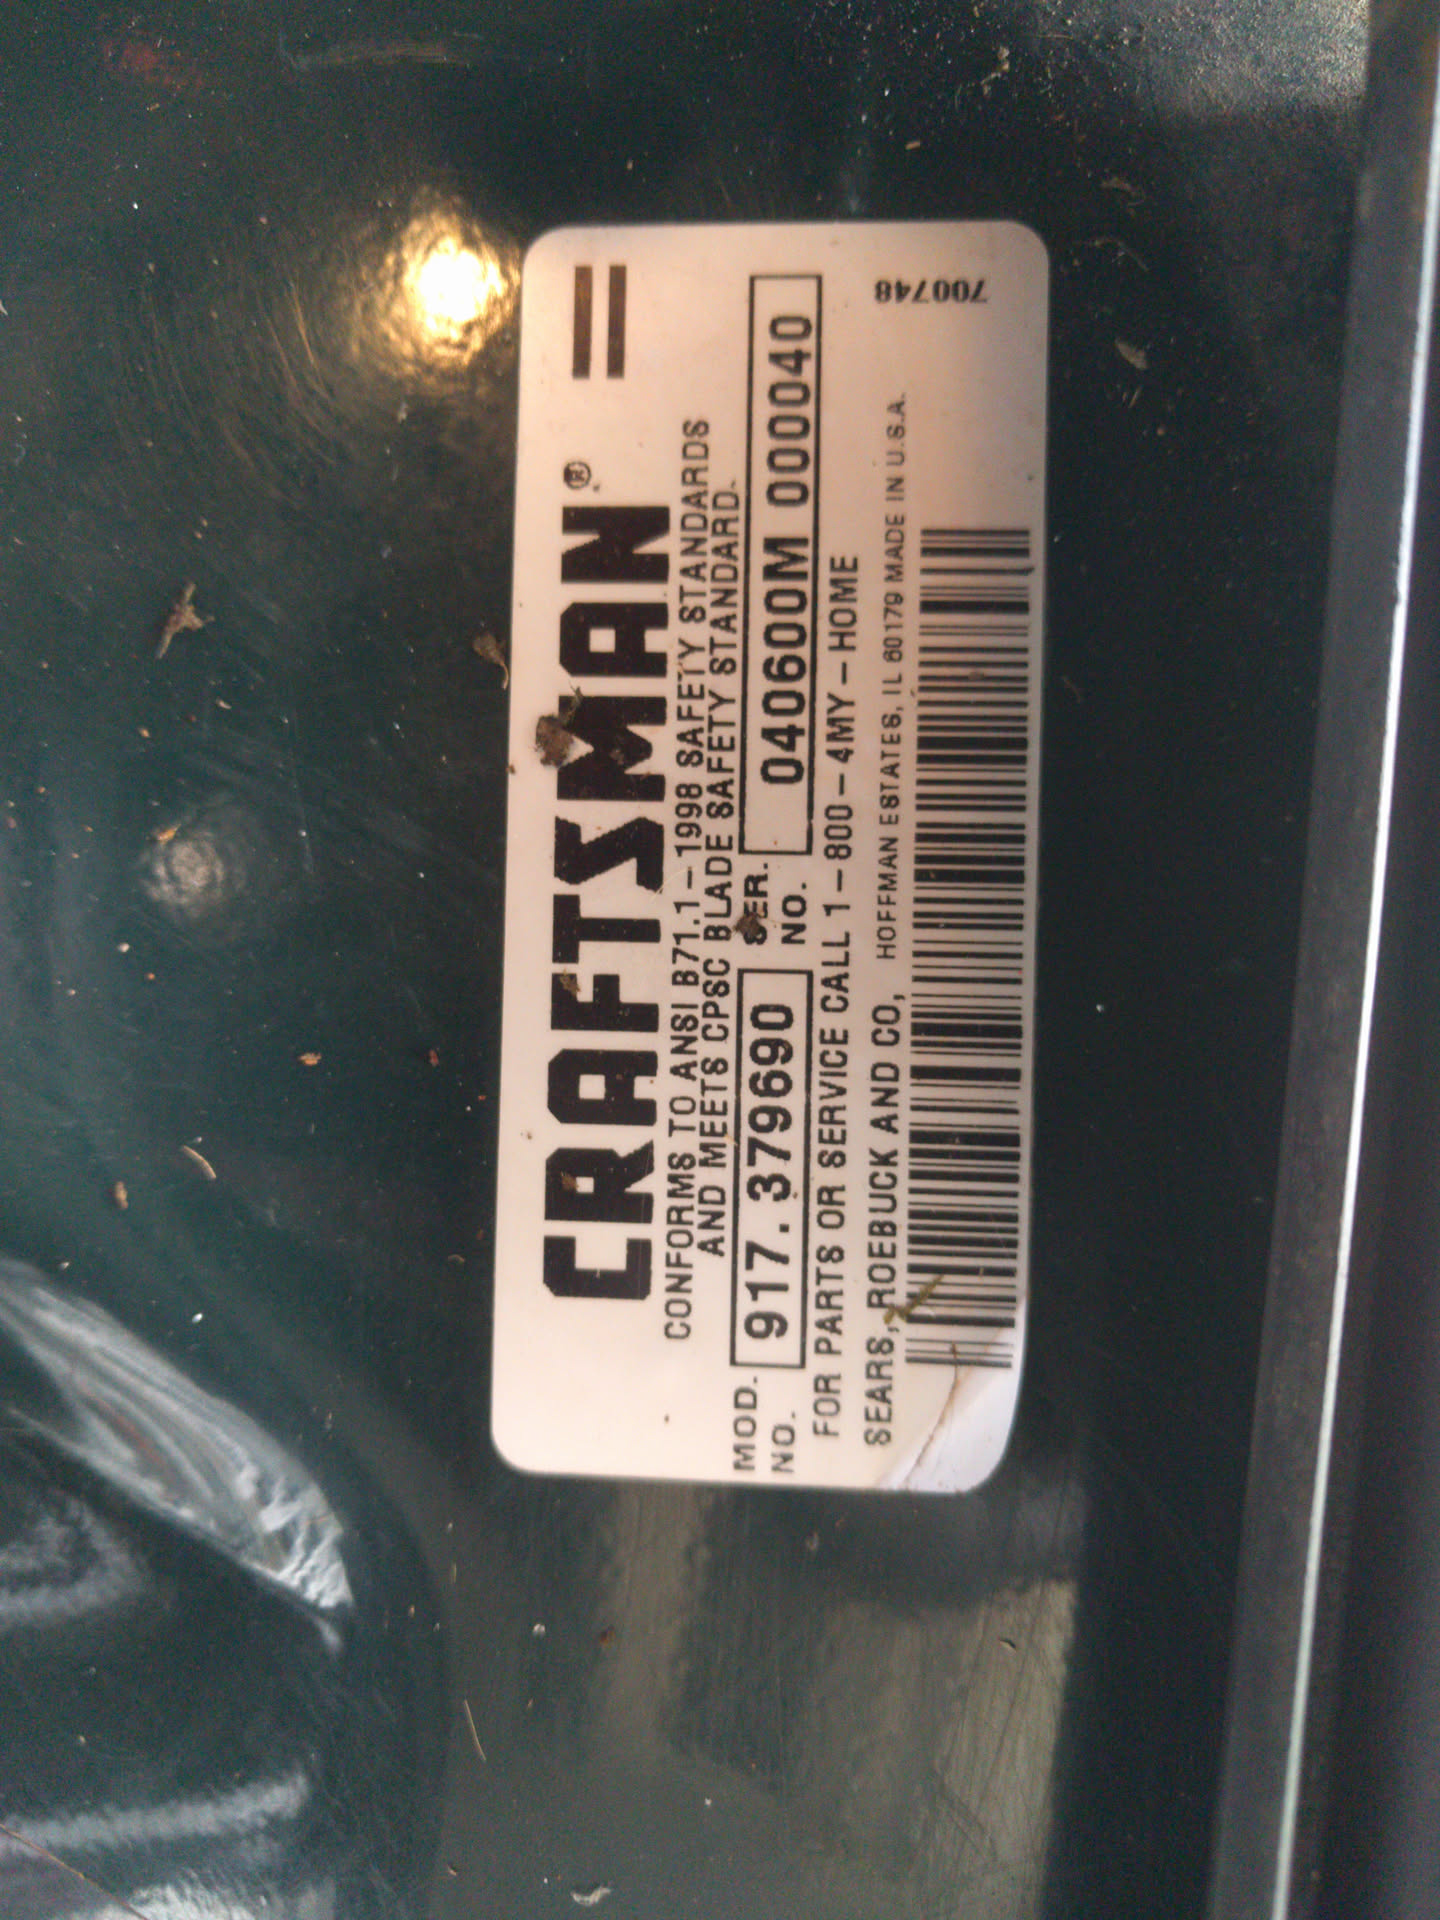 CRAFTSMAN®
CONFORMS TO ANSI B71.1-1998 SAFETY STANDARDS
AND MEETS CPSC BLADE SAFETY STANDARD.
MOD. NO. 917.379690 SER. NO. 040600M 000040
FOR PARTS OR SERVICE CALL 1-800-4MY-HOME
SEARS, ROEBUCK AND CO, HOFFMAN ESTATES, IL 60179 MADE IN U.S.A.
700748